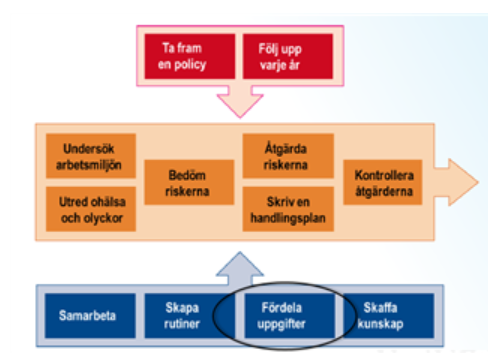 Ta fram
en policy
Följ upp
varje år
Undersök
arbetsmiljön
Utred ohälsa
och olyckor
Bedöm
riskerna
Åtgärda
riskerna
Skriv en
handlingsplan
Kontrollera
åtgärderna
Samarbeta
Skapa
rutiner
Fördela
uppgifter
Skaffa
kunskap